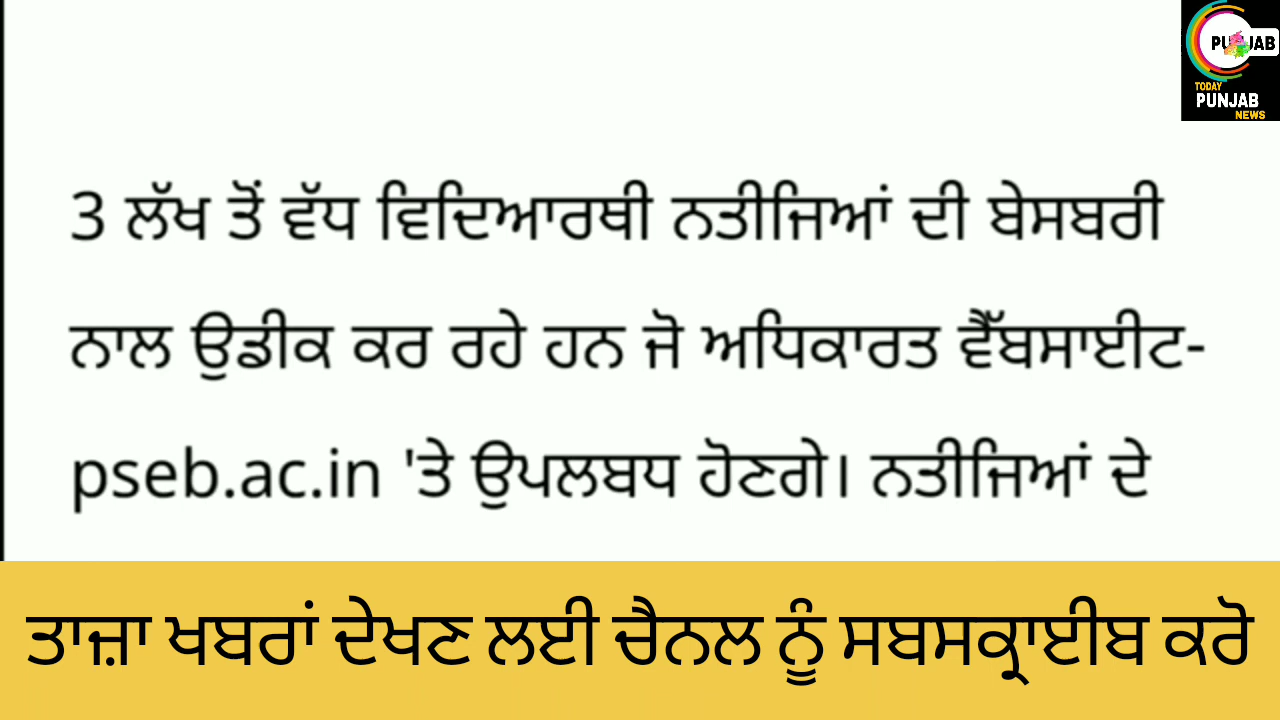 PUNJAB
TODAY
PUNJAB
NEWS
3 ਲੱਖ ਤੋਂ ਵੱਧ ਵਿਦਿਆਰਥੀ ਨਤੀਜਿਆਂ ਦੀ ਬੇਸਬਰੀ
ਨਾਲ ਉਡੀਕ ਕਰ ਰਹੇ ਹਨ ਜੋ ਅਧਿਕਾਰਤ ਵੈੱਬਸਾਈਟ-
pseb.ac.in 'ਤੇ ਉਪਲਬਧ ਹੋਣਗੇ। ਨਤੀਜਿਆਂ ਦੇ
ਤਾਜ਼ਾ ਖਬਰਾਂ ਦੇਖਣ ਲਈ ਚੈਨਲ ਨੂੰ ਸਬਸਕ੍ਰਾਈਬ ਕਰੋ